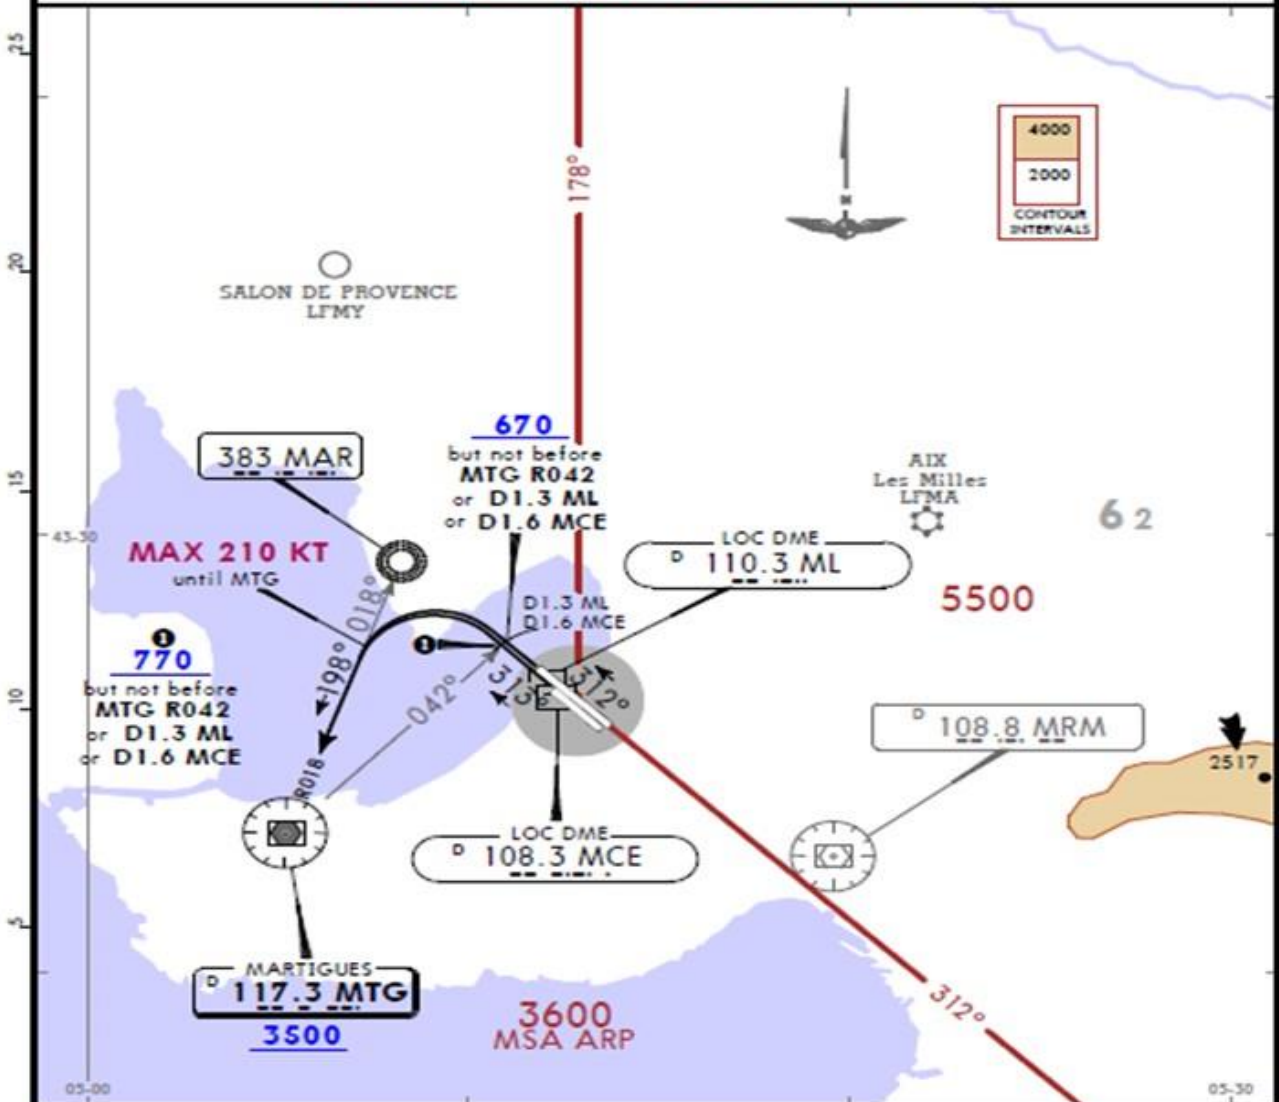 25
20
15
10
5
178°
N
4000
2000
CONTOUR
INTERVALS
SALON DE PROVENCE
LFMY
383 MAR
670
but not before
MTG R042
or D1.3 ML
or D1.6 MCE
AIX
Les Milles
LFMA
62
43-30
MAX 210 KT
until MTG
LOC DME
D 110.3 ML
5500
D1.3 ML
D1.6 MCE
018°
198°
042°
313°
312°
1
770
but not before
MTG R042
or D1.3 ML
or D1.6 MCE
1
R018
D 108.8 MRM
2517
LOC DME
D 108.3 MCE
MARTIGUES
D 117.3 MTG
3500
3600
MSA ARP
312°
05-00
05-30